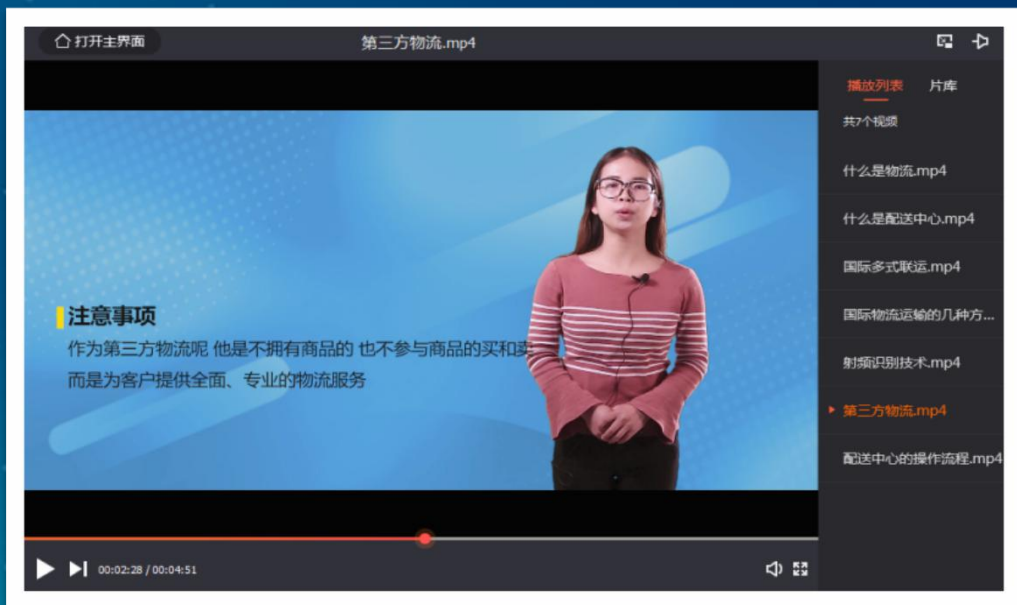 打开主界面
第三方物流.mp4
播放列表 片库
共7个视频
什么是物流.mp4
什么是配送中心.mp4
国际多式联运.mp4
国际物流运输的几种方...
射频识别技术.mp4
第三方物流.mp4
配送中心的操作流程.mp4
注意事项
作为第三方物流呢 他是不拥有商品的 也不参与商品的买和卖
而是为客户提供全面、专业的物流服务
00:02:28 / 00:04:51